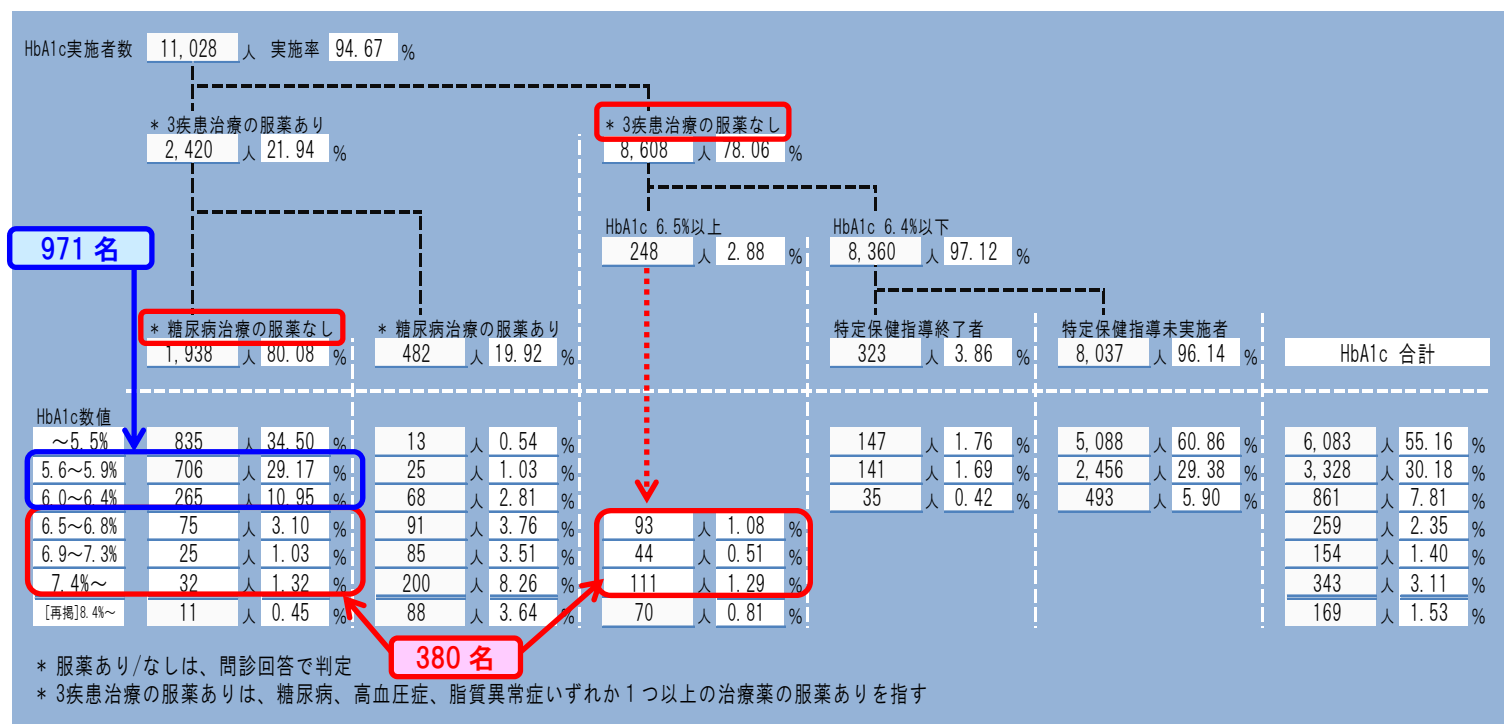 HbA1c実施者数 11,028 人 実施率 94.67 %
* 3疾患治療の服薬あり * 3疾患治療の服薬なし
2,420 人 21.94 % 8,608 人 78.06 %
HbA1c 6.5%以上 HbA1c 6.4%以下
971 名 248 人 2.88 % 8,360 人 97.12 %
* 糖尿病治療の服薬なし * 糖尿病治療の服薬あり 特定保健指導終了者 特定保健指導未実施者
1,938 人 80.08 % 482 人 19.92 % 323 人 3.86 % 8,037 人 96.14 % HbA1c 合計
HbA1c数値
~5.5% 835 人 34.50 % 13 人 0.54 % 147 人 1.76 % 5,088 人 60.86 % 6,083 人 55.16 %
5.6~5.9% 706 人 29.17 % 25 人 1.03 % 141 人 1.69 % 2,456 人 29.38 % 3,328 人 30.18 %
6.0~6.4% 265 人 10.95 % 68 人 2.81 % 35 人 0.42 % 493 人 5.90 % 861 人 7.81 %
6.5~6.8% 75 人 3.10 % 91 人 3.76 % 93 人 1.08 % 259 人 2.35 %
6.9~7.3% 25 人 1.03 % 85 人 3.51 % 44 人 0.51 % 154 人 1.40 %
7.4%~ 32 人 1.32 % 200 人 8.26 % 111 人 1.29 % 343 人 3.11 %
[再掲]8.4%~ 11 人 0.45 % 88 人 3.64 % 70 人 0.81 % 169 人 1.53 %
380 名
* 服薬あり/なしは、問診回答で判定
* 3疾患治療の服薬ありは、糖尿病、高血圧症、脂質異常症いずれか1つ以上の治療薬の服薬ありを指す